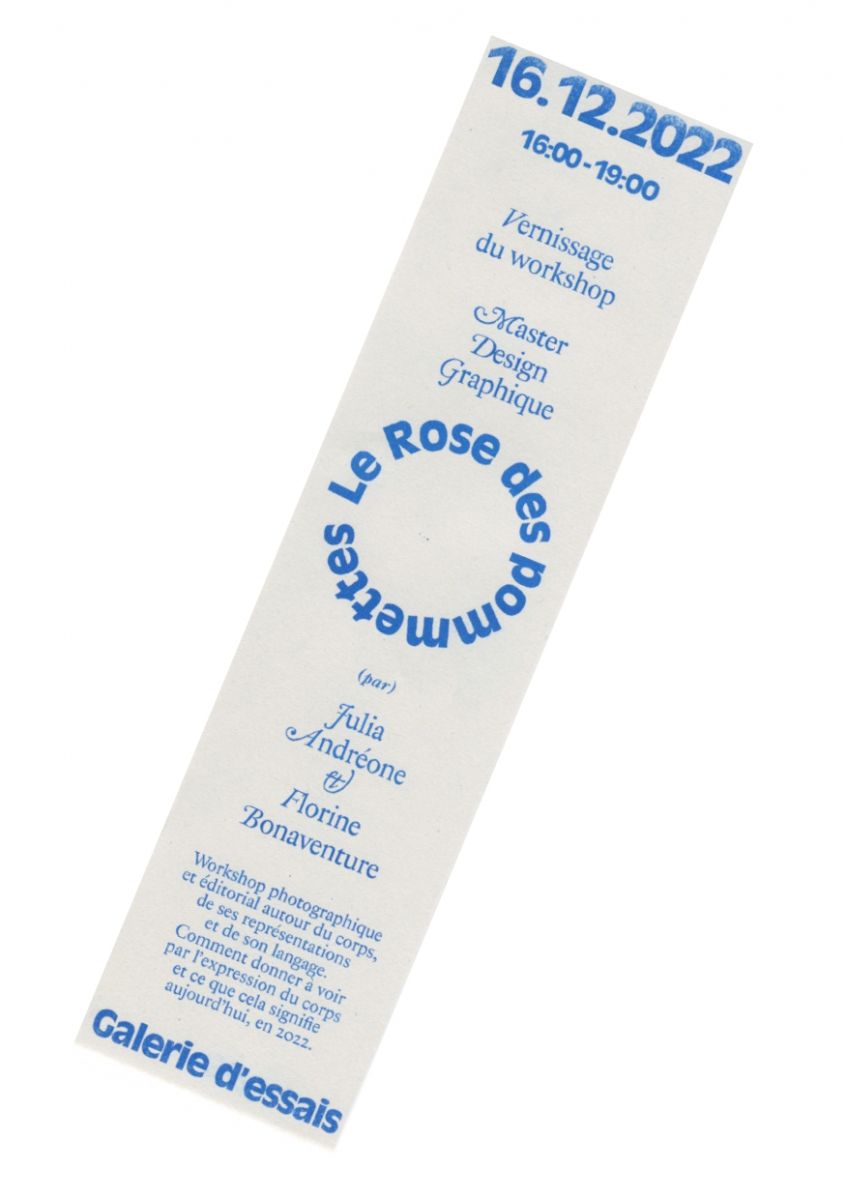 16.12.2022
16:00-19:00
Vernissage
du workshop
Master
Design
Graphique
Le Rose des pommettes
(par)
Julia
Andréone
et
Florine
Bonaventure
Workshop photographique
et éditorial autour du corps,
de ses représentations
et de son langage.
Comment donner à voir
par l'expression du corps
et ce que cela signifie
aujourd'hui, en 2022.
Galerie d'essais